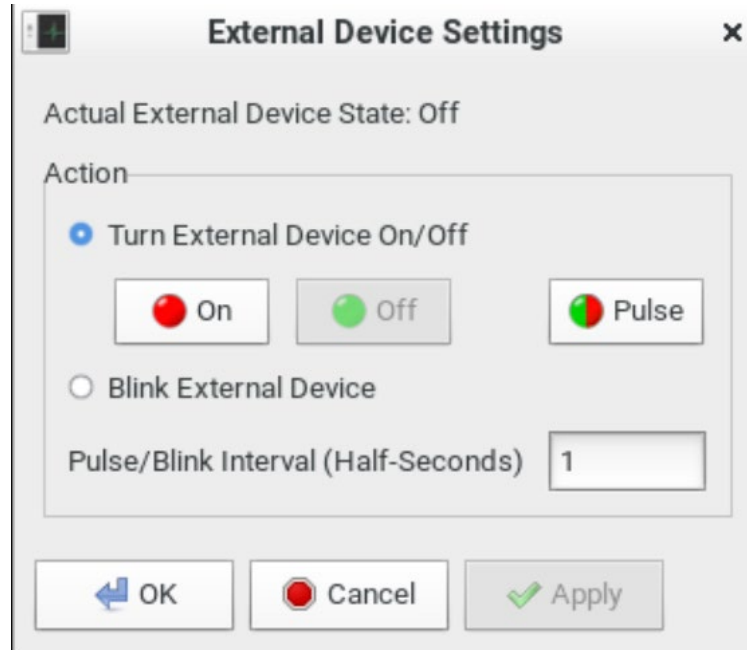 External Device Settings
Actual External Device State: Off
Action
Turn External Device On/Off
On Off Pulse
Blink External Device
Pulse/Blink Interval (Half-Seconds) 1
OK Cancel Apply